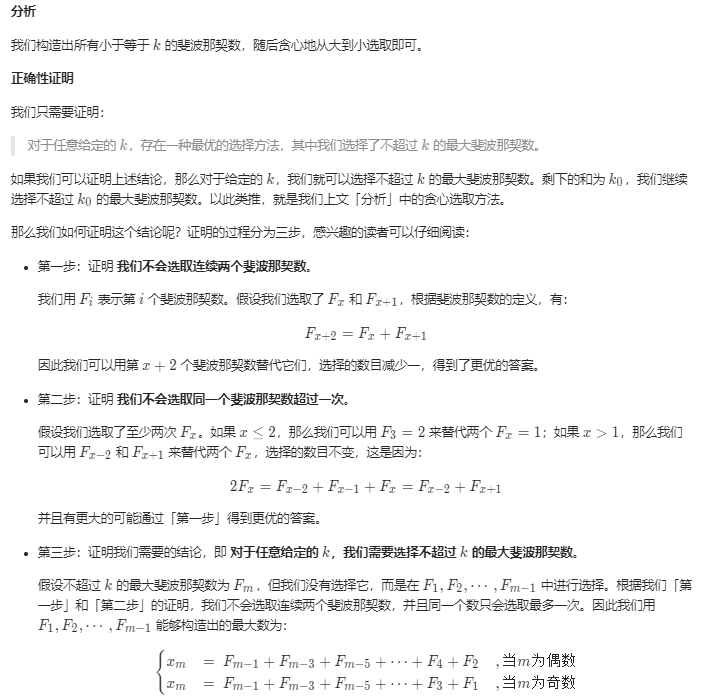 分析
我们构造出所有小于等于 k 的斐波那契数，随后贪心地从大到小选取即可。
正确性证明
我们只需要证明：
对于任意给定的 k，存在一种最优的选择方法，其中我们选择了不超过 k 的最大斐波那契数。
如果我们可以证明上述结论，那么对于给定的 k，我们就可以选择不超过 k 的最大斐波那契数。剩下的和为 k₀，我们继续
选择不超过 k₀ 的最大斐波那契数。以此类推，就是我们上文「分析」中的贪心选取方法。
那么我们如何证明这个结论呢？证明的过程分为三步，感兴趣的读者可以仔细阅读：
• 第一步：证明 我们不会选取连续两个斐波那契数。
我们用 F_i 表示第 i 个斐波那契数。假设我们选取了 F_x 和 F_{x+1}，根据斐波那契数的定义，有：
F_{x+2} = F_x + F_{x+1}
因此我们可以用第 x + 2 个斐波那契数替代它们，选择的数目减少一，得到了更优的答案。
• 第二步：证明 我们不会选取同一个斐波那契数超过一次。
假设我们选取了至少两次 F_x。如果 x ≤ 2，那么我们可以用 F_3 = 2 来替代两个 F_x = 1；如果 x > 1，那么我们
可以用 F_{x-2} 和 F_{x+1} 来替代两个 F_x，选择的数目不变，这是因为：
2F_x = F_{x-2} + F_{x-1} + F_x = F_{x-2} + F_{x+1}
并且有更大的可能通过「第一步」得到更优的答案。
• 第三步：证明我们需要的结论，即 对于任意给定的 k，我们需要选择不超过 k 的最大斐波那契数。
假设不超过 k 的最大斐波那契数为 F_m，但我们没有选择它，而是在 F_1, F_2, ⋯ , F_{m-1} 中进行选择。根据我们「第
一步」和「第二步」的证明，我们不会选取连续两个斐波那契数，并且同一个数只会选取最多一次。因此我们用
F_1, F_2, ⋯ , F_{m-1} 能够构造出的最大数为：
x_m = F_{m-1} + F_{m-3} + F_{m-5} + ⋯ + F_4 + F_2 ,当m为偶数
x_m = F_{m-1} + F_{m-3} + F_{m-5} + ⋯ + F_3 + F_1 ,当m为奇数